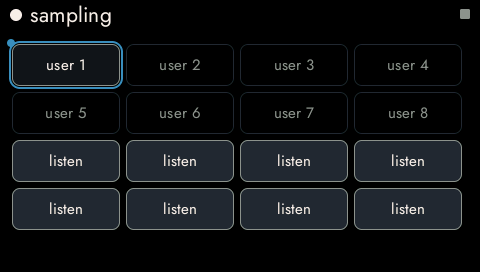 sampling
user 1 user 2 user 3 user 4
user 5 user 6 user 7 user 8
listen listen listen listen
listen listen listen listen